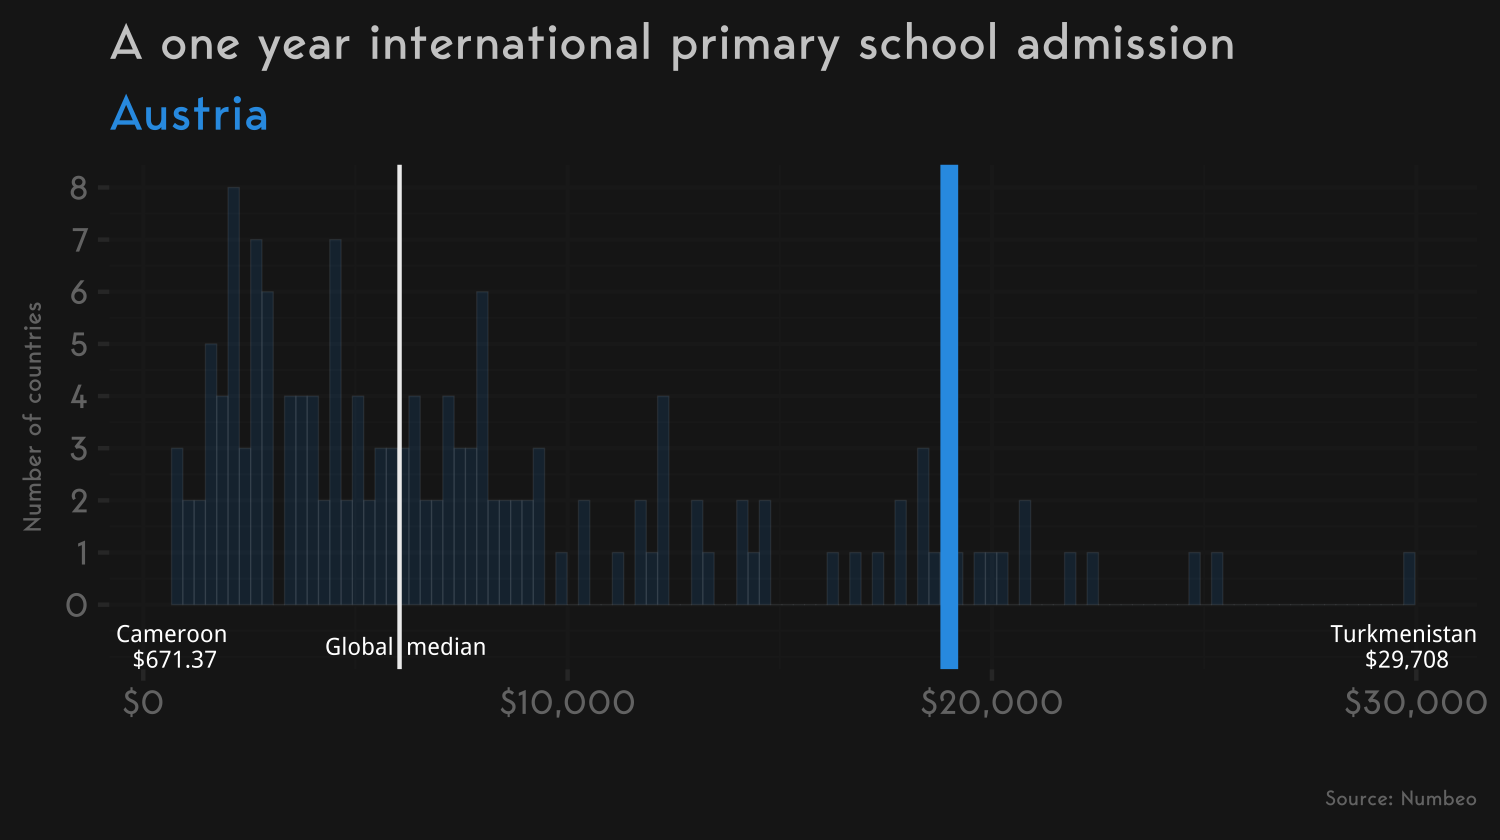 A one year international primary school admission
Austria
Number of countries
8
7
6
5
4
3
2
1
0
Cameroon
$671.37
Global median
Turkmenistan
$29,708
$0 $10,000 $20,000 $30,000
Source: Numbeo